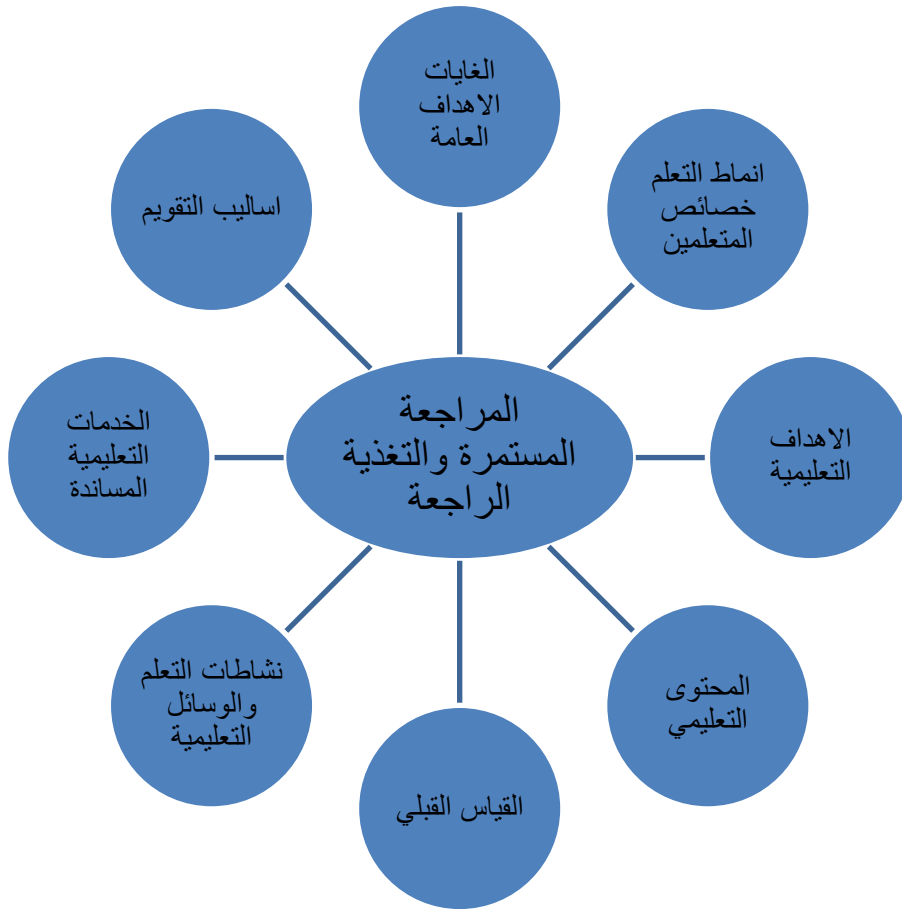 الغايات
الاهداف
العامة
انماط التعلم
خصائص
المتعلمين
الاهداف
التعليمية
المحتوى
التعليمي
القياس القبلي
نشاطات التعلم
والوسائل
التعليمية
الخدمات
التعليمية
المساندة
اساليب التقويم
المراجعة
المستمرة والتغذية
الراجعة